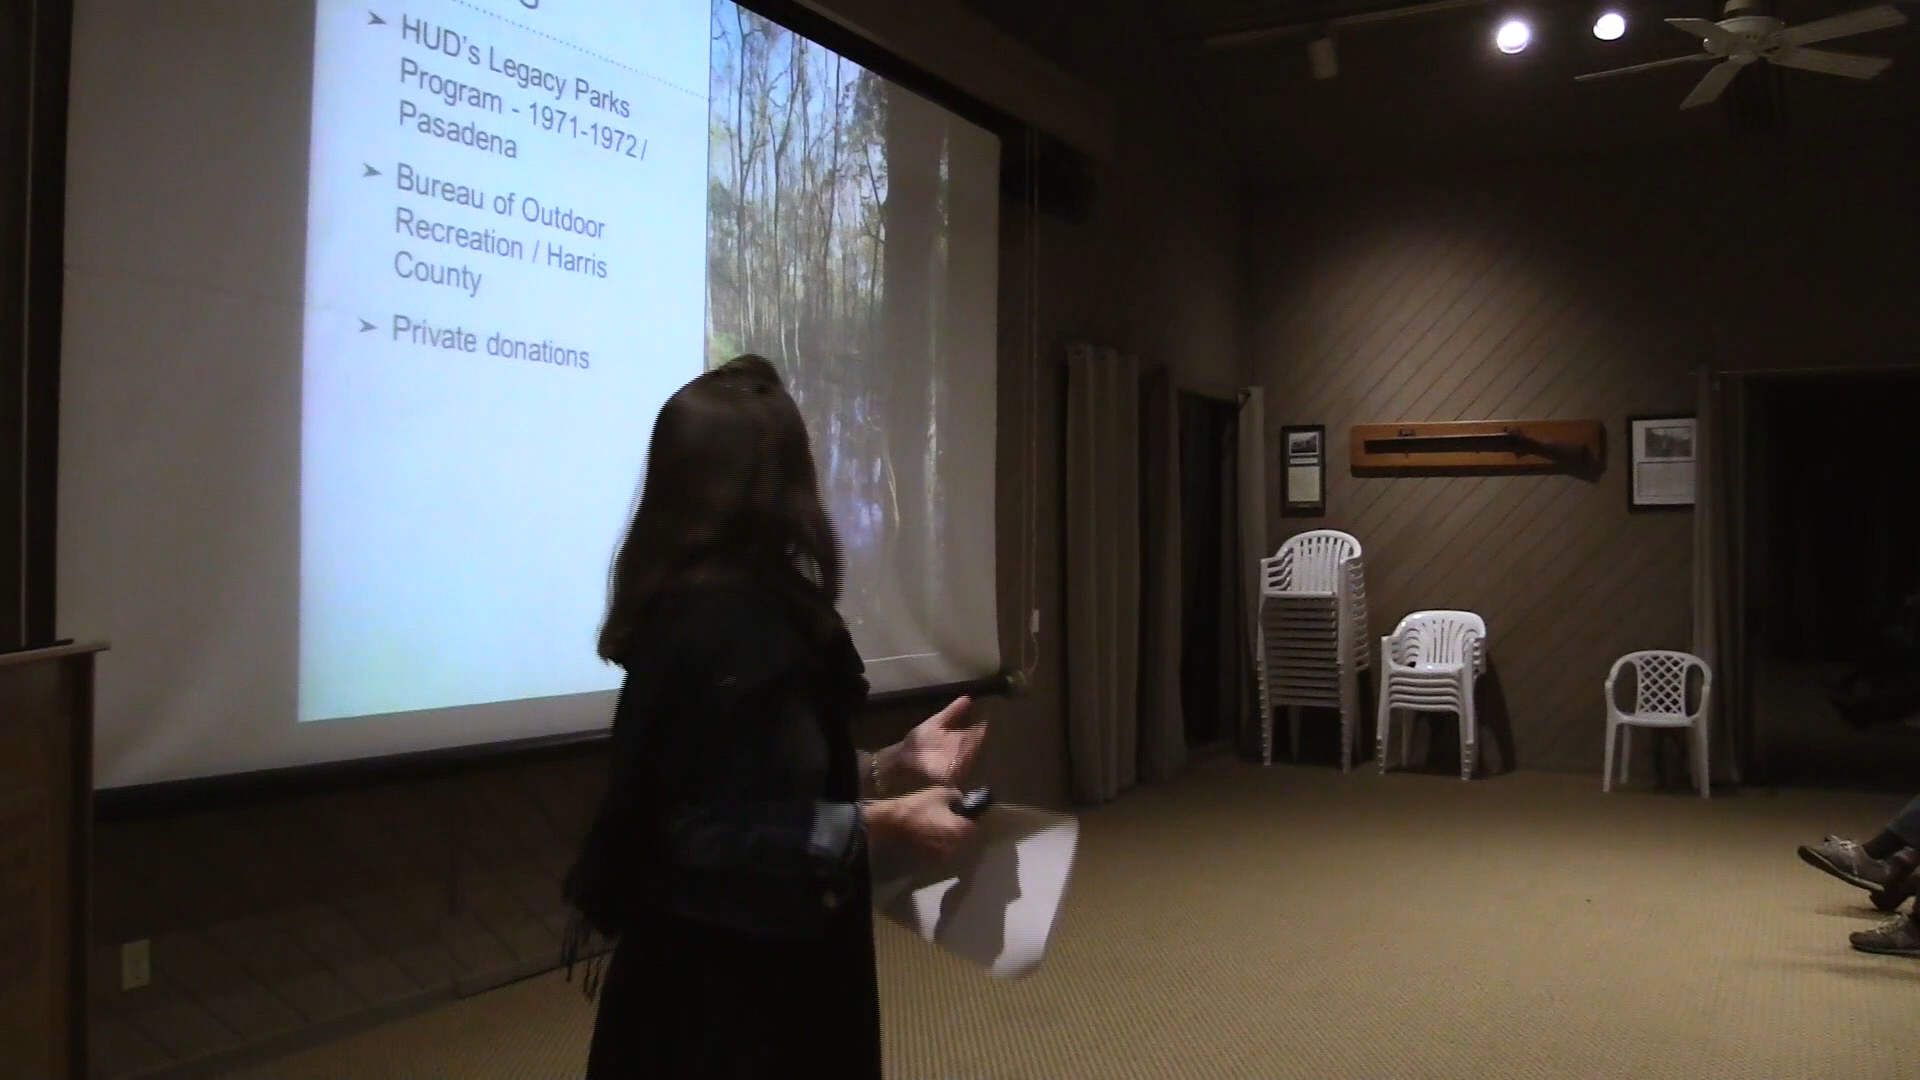 HUD's Legacy Parks
Program - 1971-1972 /
Pasadena
Bureau of Outdoor
Recreation / Harris
County
Private donations